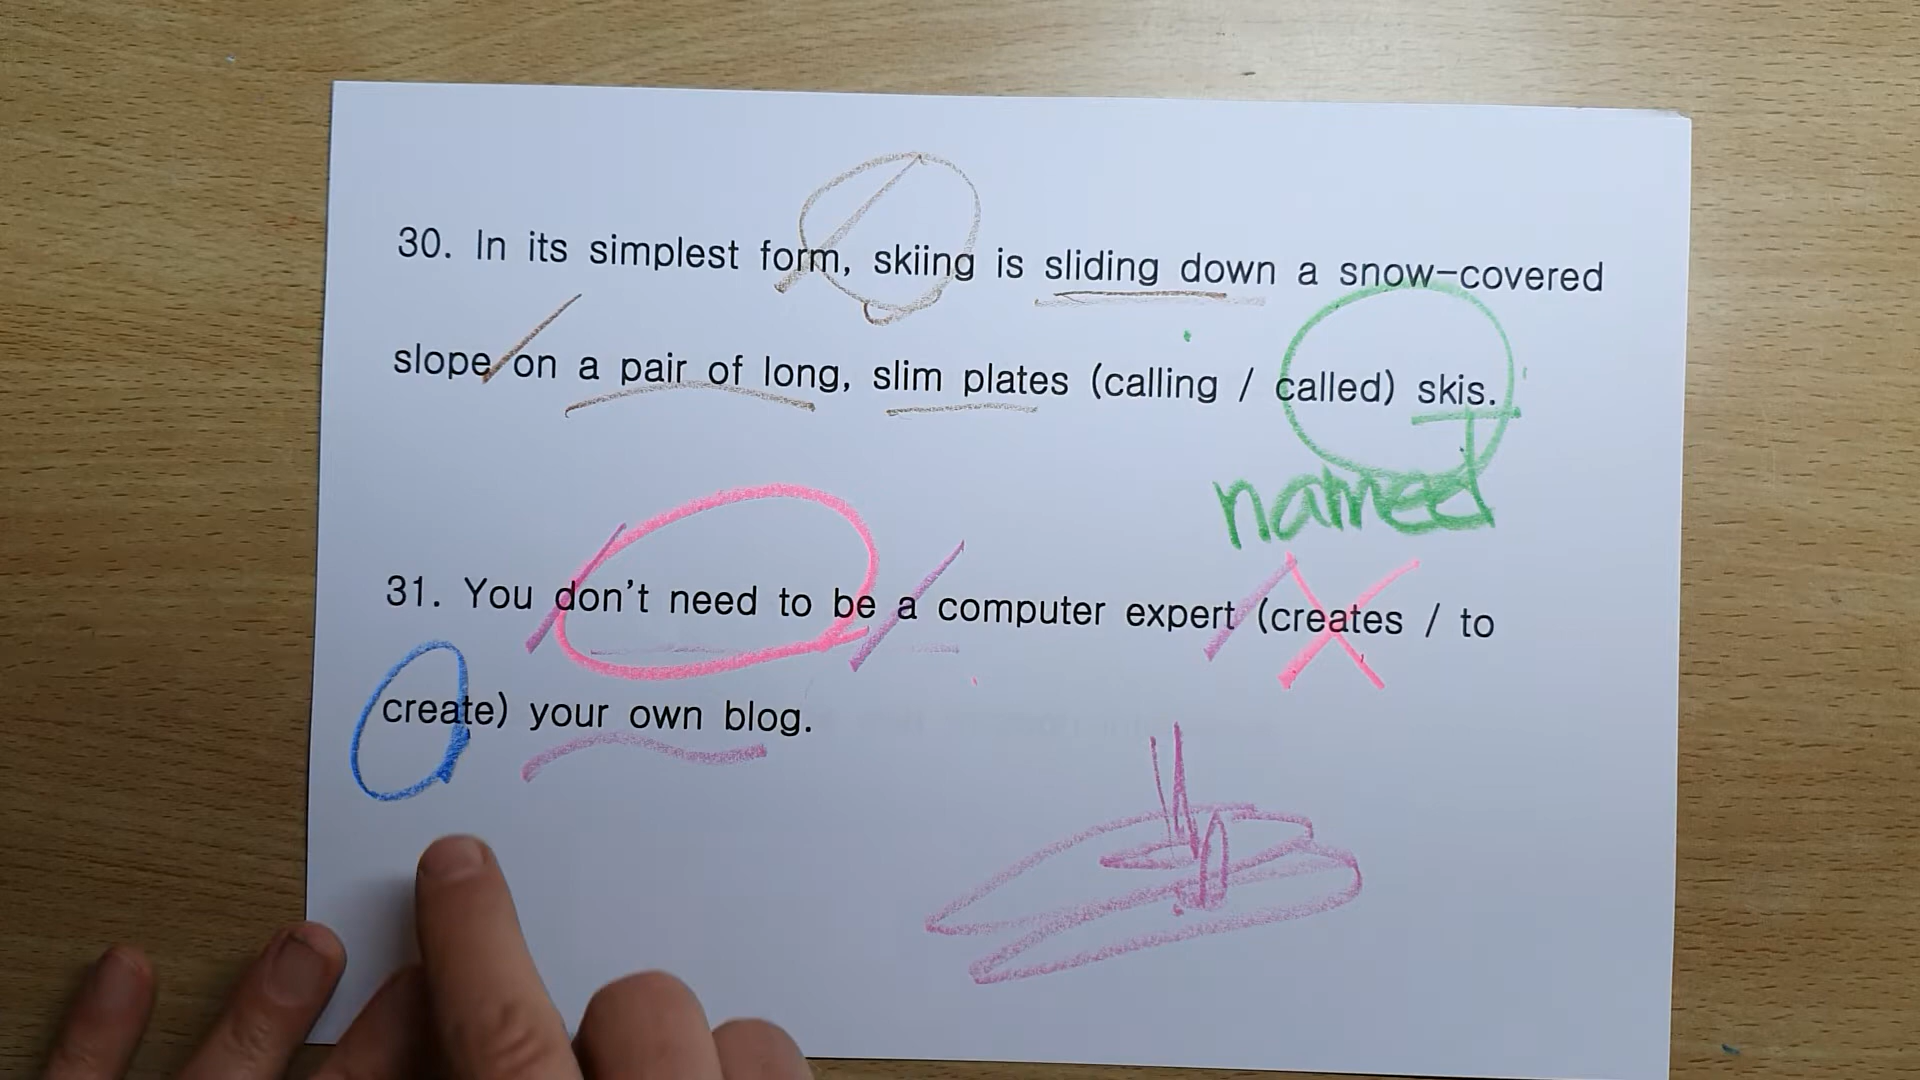 30. In its simplest form, skiing is sliding down a snow-covered
slope on a pair of long, slim plates (calling / called) skis.
named
31. You don't need to be a computer expert (creates / to
create) your own blog.